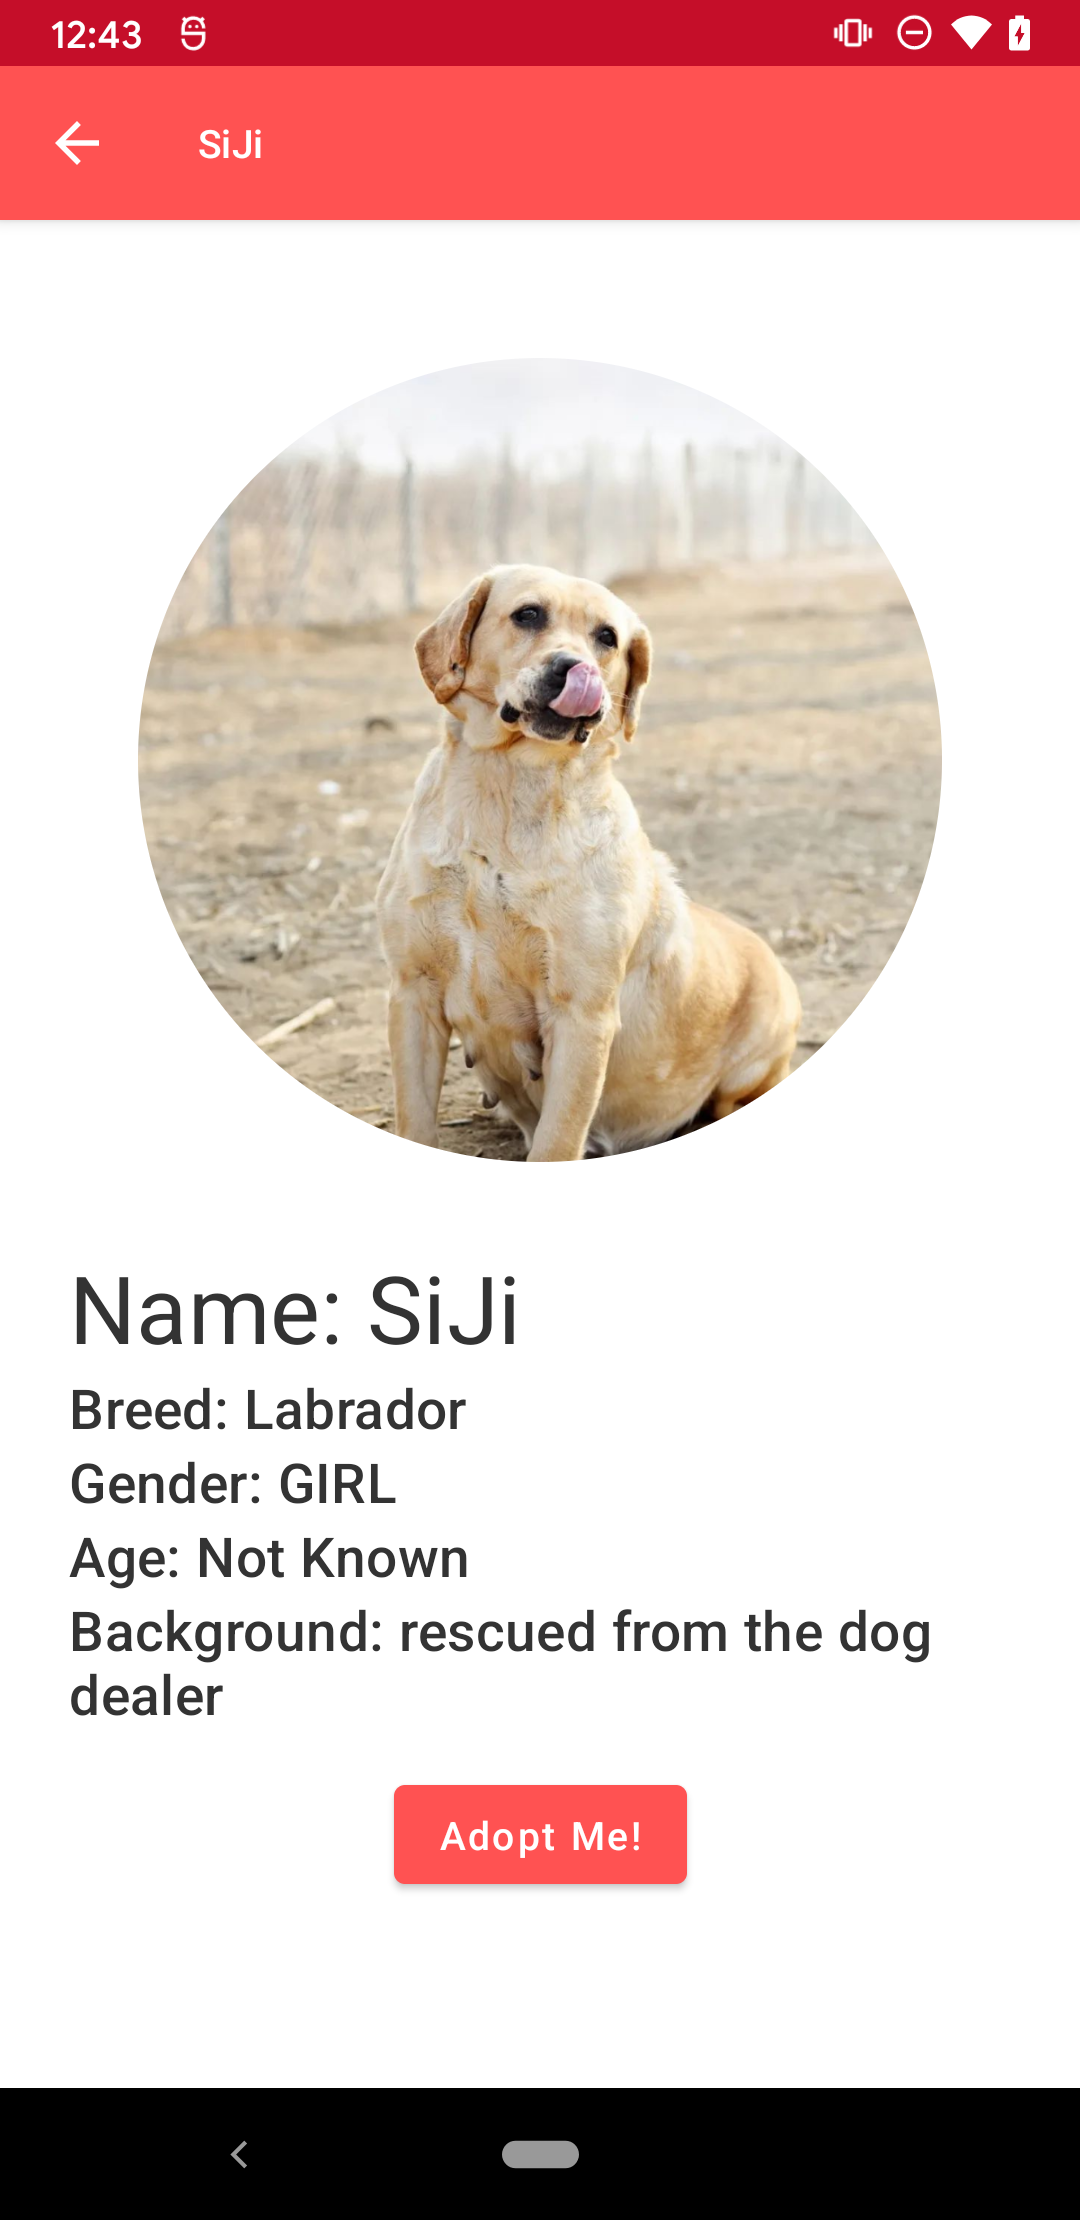 12:43
SiJi
Name: SiJi
Breed: Labrador
Gender: GIRL
Age: Not Known
Background: rescued from the dog
dealer
Adopt Me!